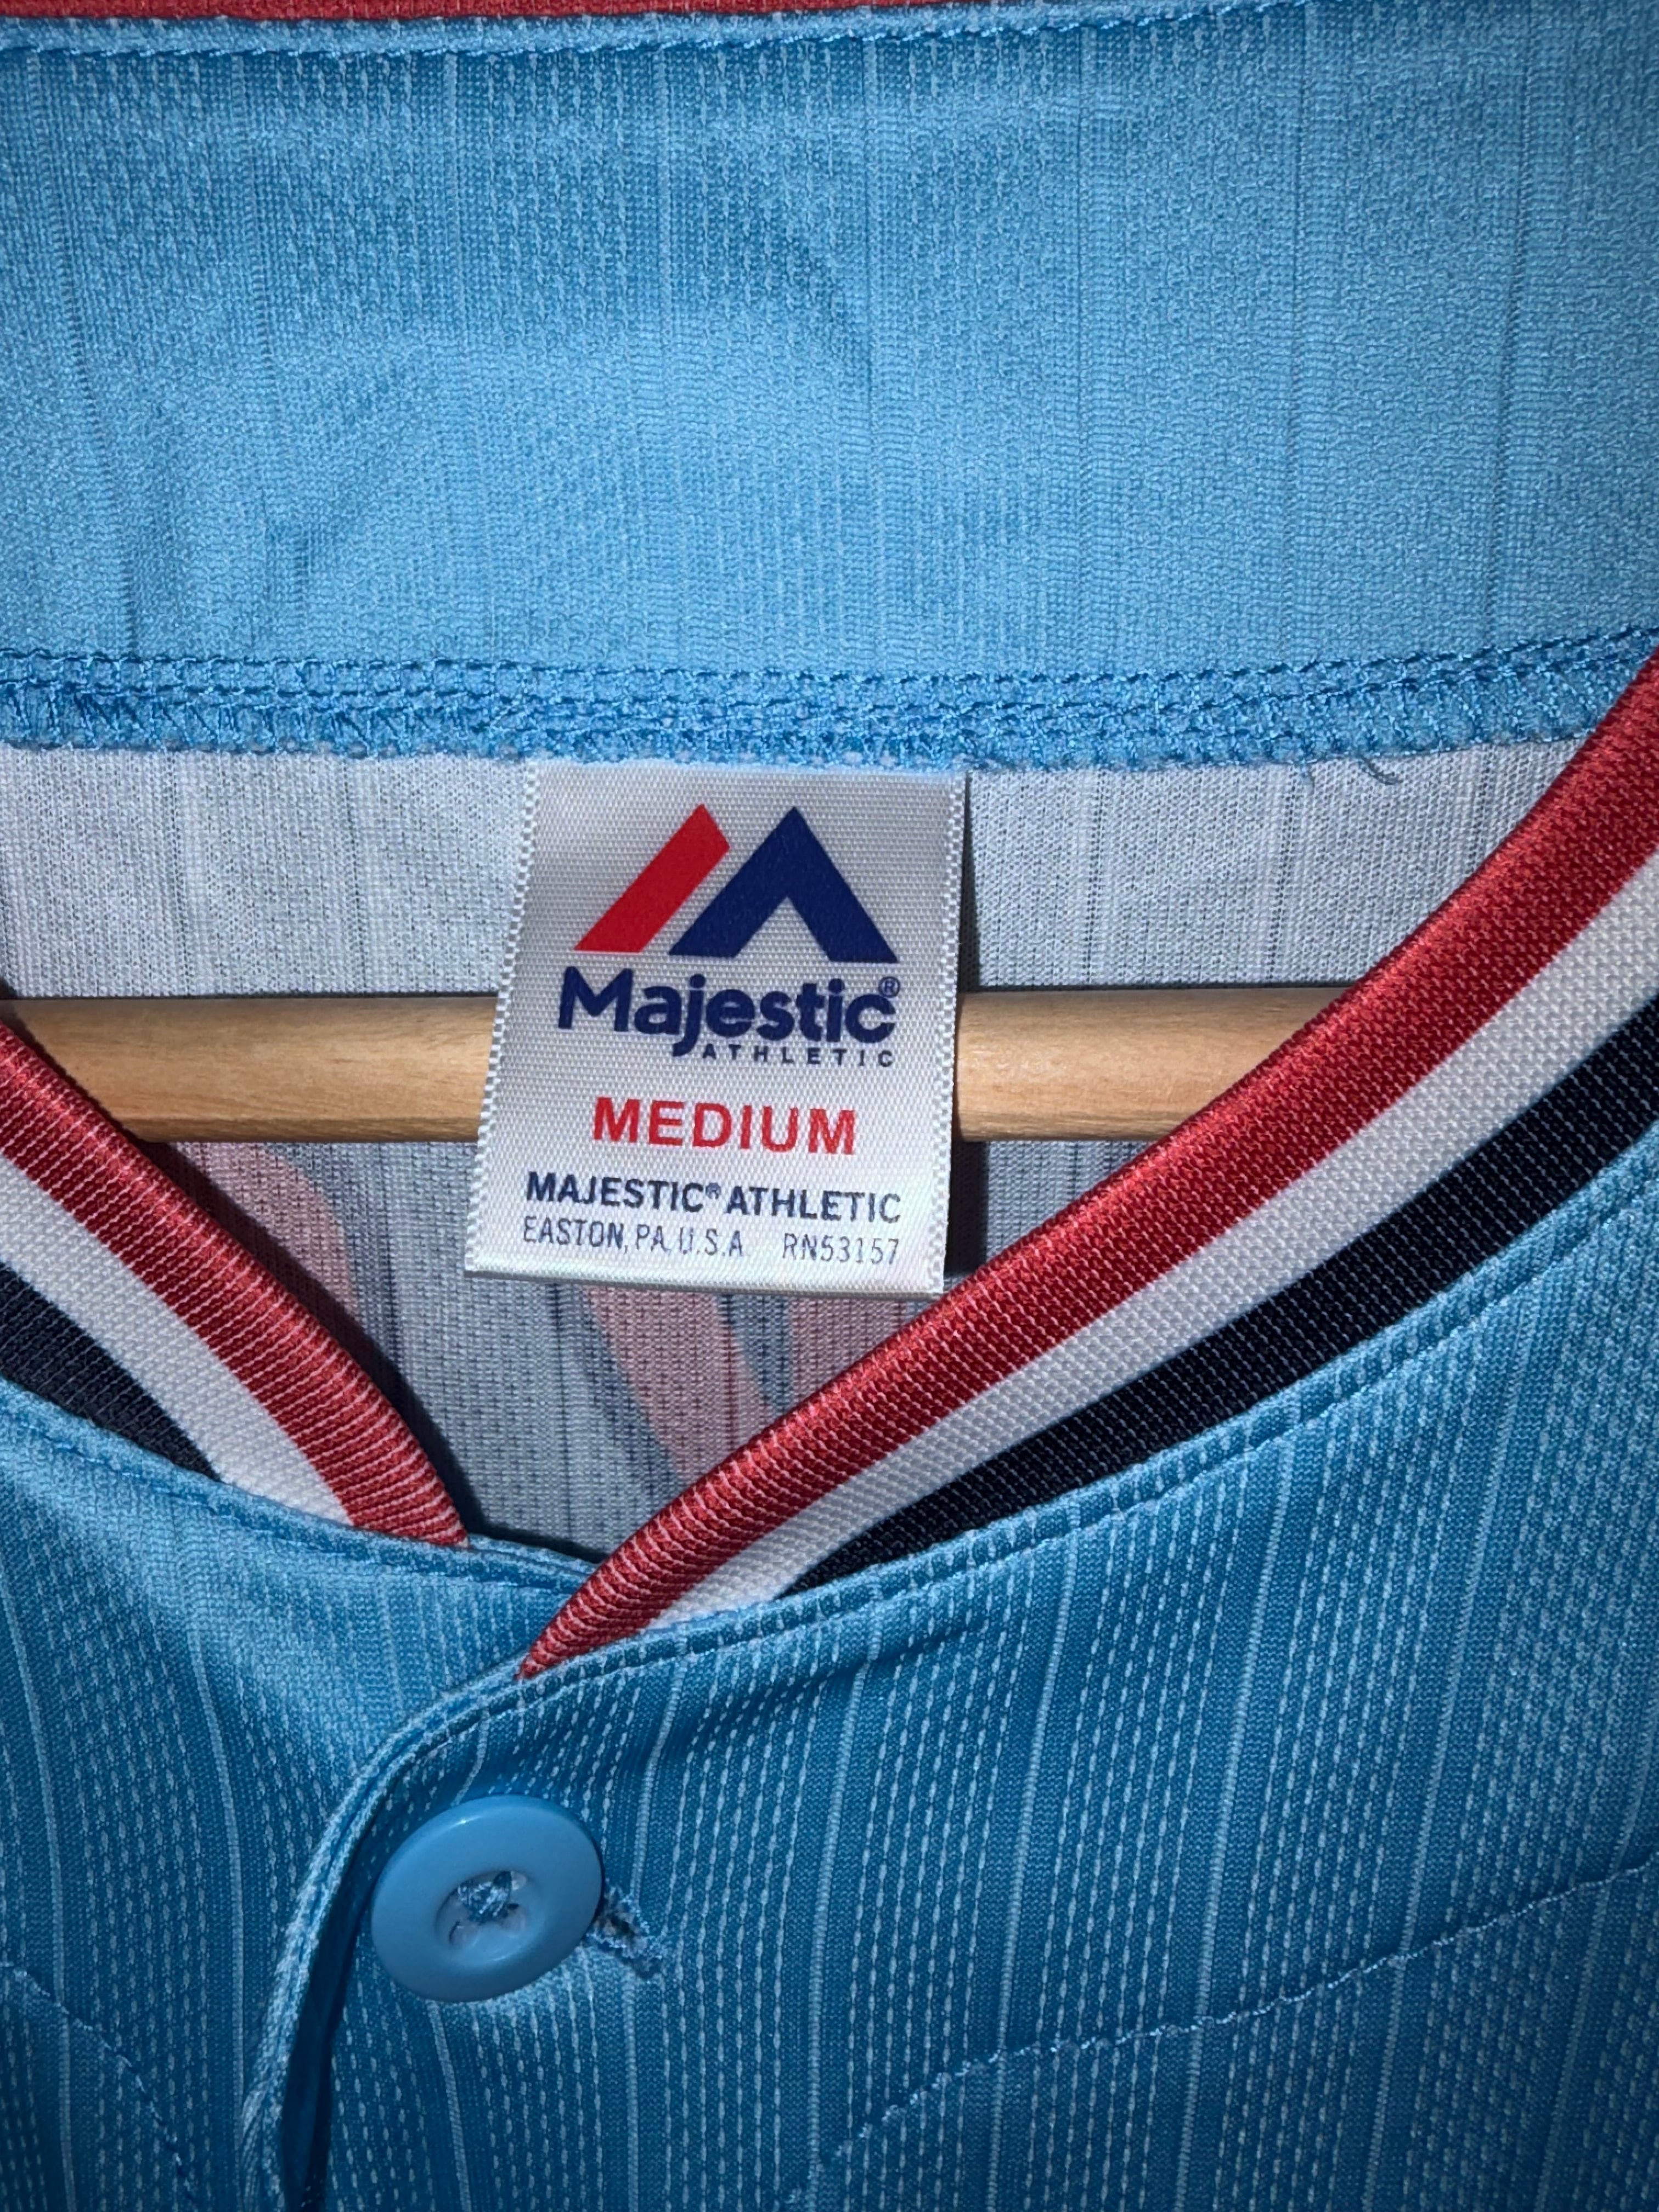 Majestic®
ATHLETIC
MEDIUM
MAJESTIC® ATHLETIC
EASTON, PA U.S.A RN53157